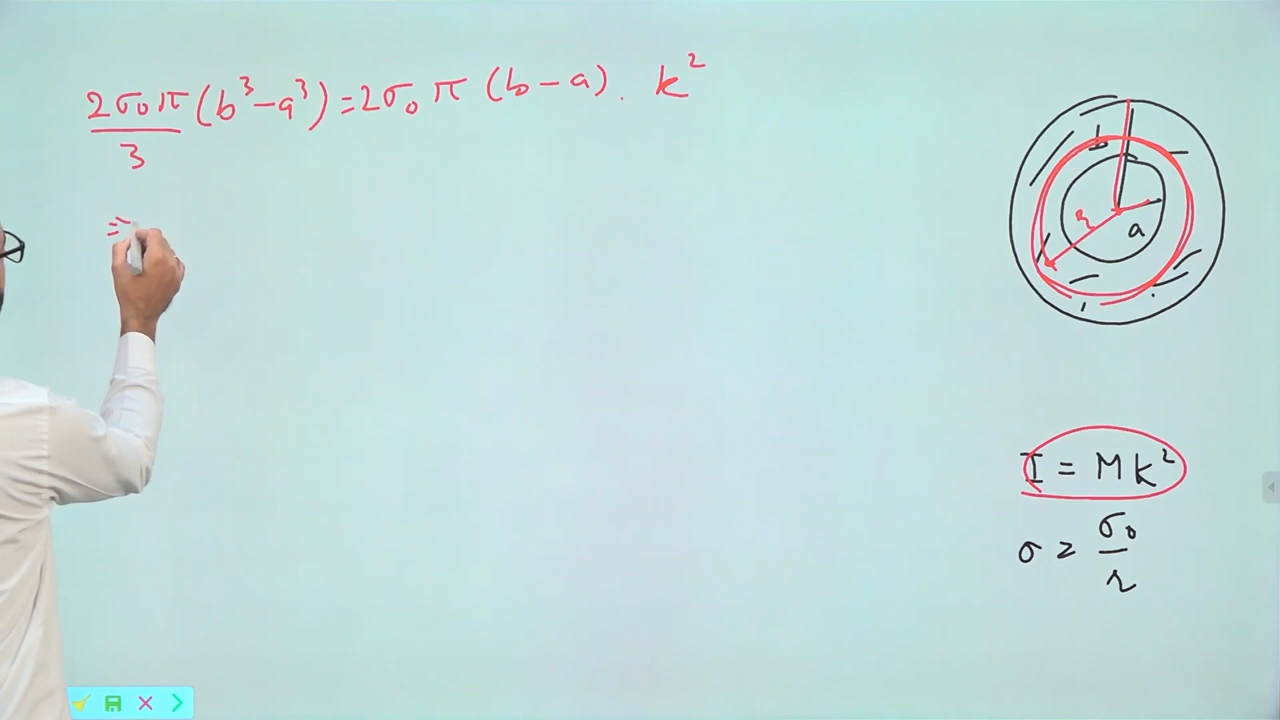 2σ₀π/3 (b³-a³) = 2σ₀π (b-a). k²
⇒
b
r
a
I = Mk²
σ = σ₀/r